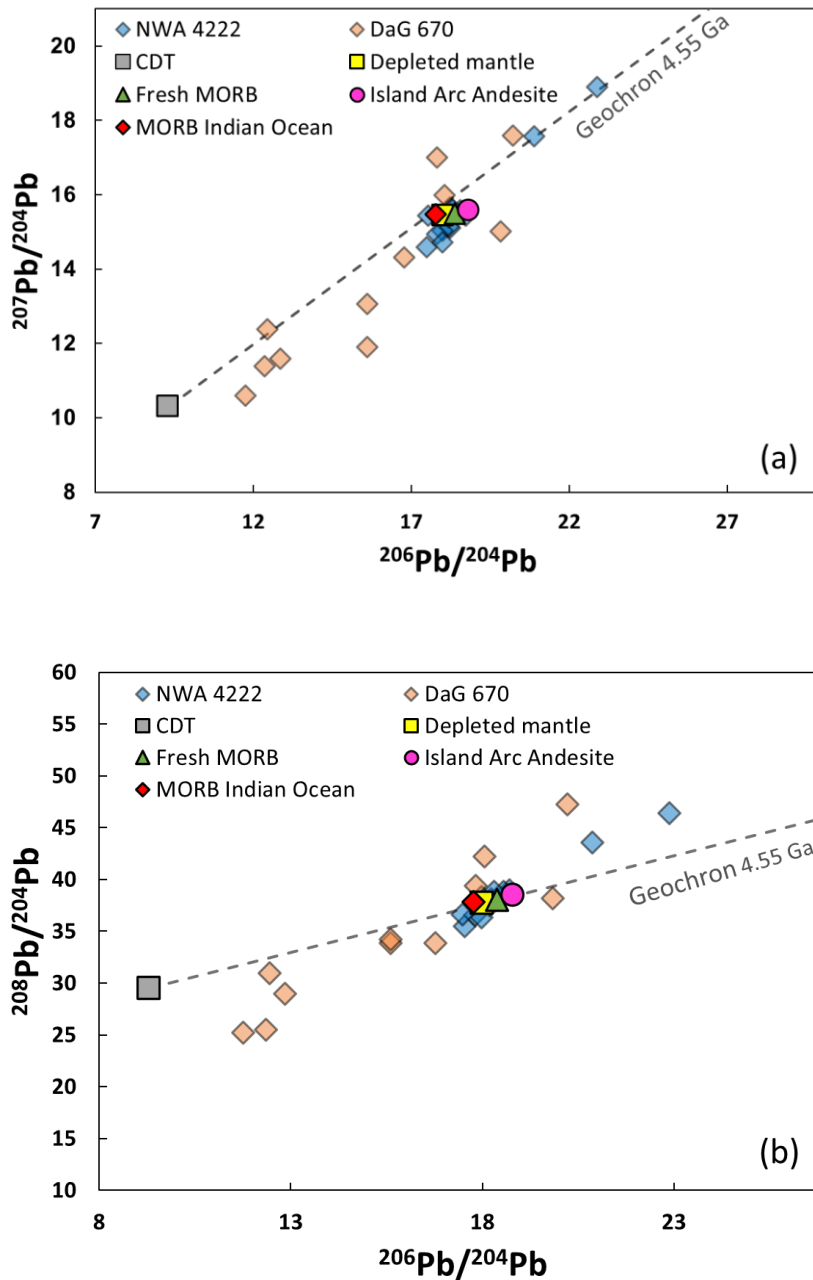 21
20
18
16
14
12
10
8
7
12
17
22
27
²⁰⁷Pb/²⁰⁴Pb
²⁰⁶Pb/²⁰⁴Pb
NWA 4222
DaG 670
CDT
Depleted mantle
Fresh MORB
Island Arc Andesite
MORB Indian Ocean
Geochron 4.55 Ga
(a)
60
55
50
45
40
35
30
25
20
15
10
8
13
18
23
²⁰⁸Pb/²⁰⁴Pb
²⁰⁶Pb/²⁰⁴Pb
NWA 4222
DaG 670
CDT
Depleted mantle
Fresh MORB
Island Arc Andesite
MORB Indian Ocean
Geochron 4.55 Ga
(b)